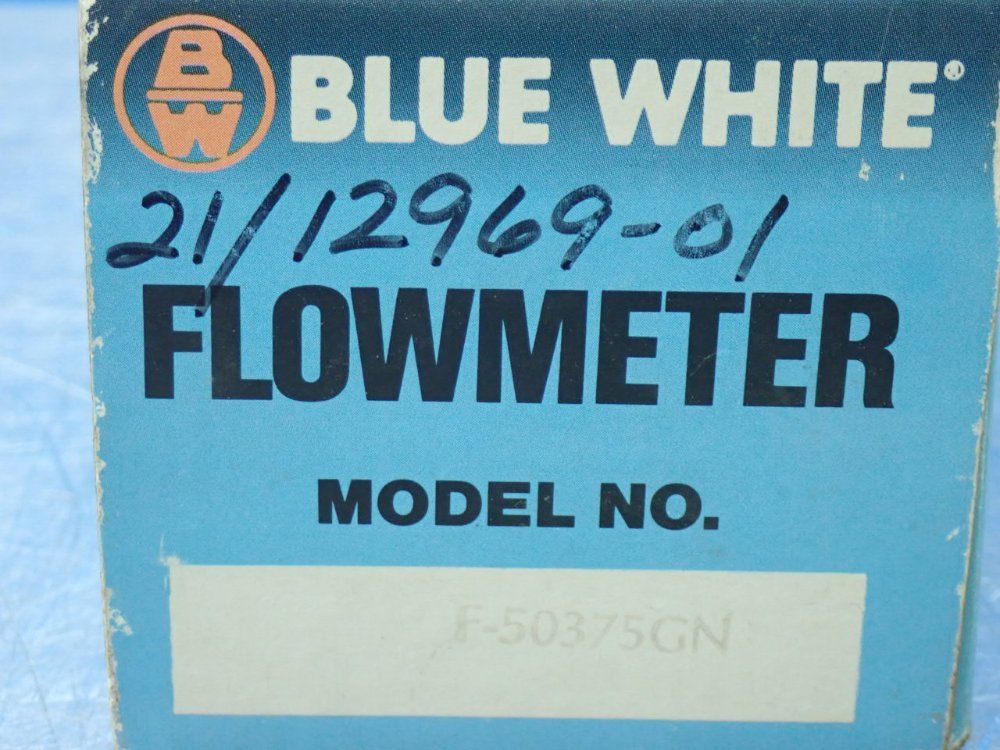 BW
BLUE WHITE®
21/12969-01
FLOWMETER
MODEL NO.
F-50375GN